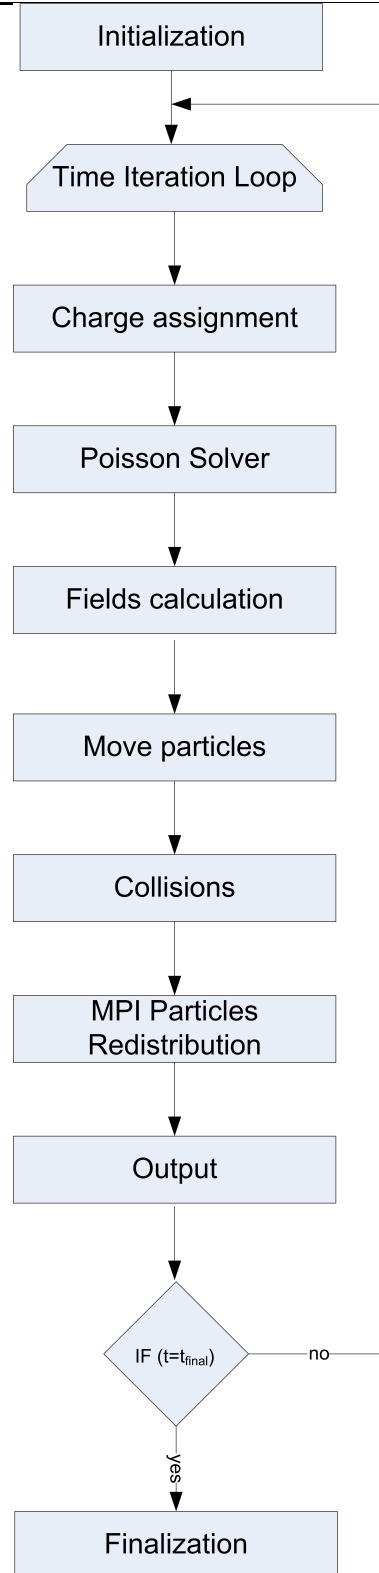 Initialization
Time Iteration Loop
Charge assignment
Poisson Solver
Fields calculation
Move particles
Collisions
MPI Particles
Redistribution
Output
IF (t=tfinal)
no
yes
Finalization